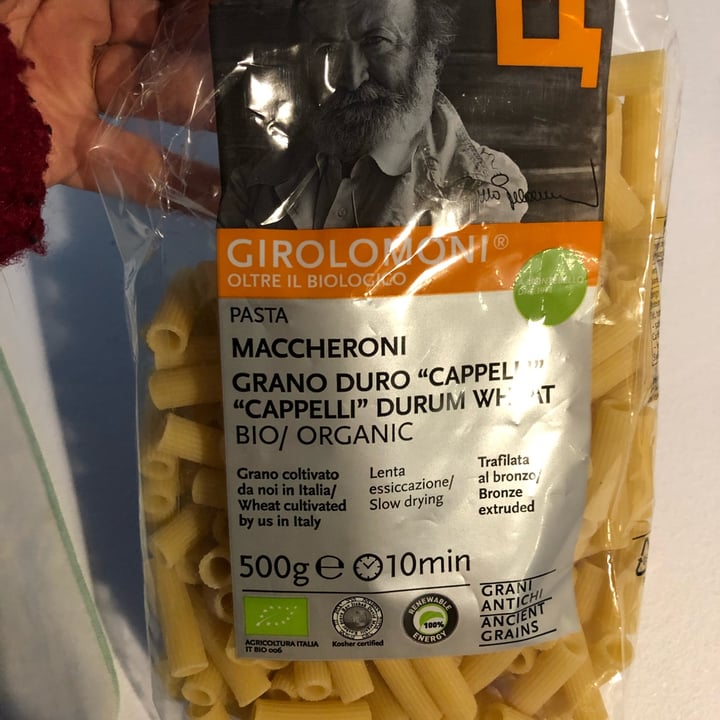 GIROLOMONI®
OLTRE IL BIOLOGICO
PASTA
MACCHERONI
GRANO DURO “CAPPELLI”
“CAPPELLI” DURUM WHEAT
BIO/ ORGANIC
Grano coltivato
da noi in Italia/
Wheat cultivated
by us in Italy
Lenta
essiccazione/
Slow drying
Trafilata
al bronzo/
Bronze
extruded
500g ℮ 10min
AGRICOLTURA ITALIA
IT BIO 006
Kosher certified
RENEWABLE
100%
ENERGY
GRANI
ANTICHI
ANCIENT
GRAINS